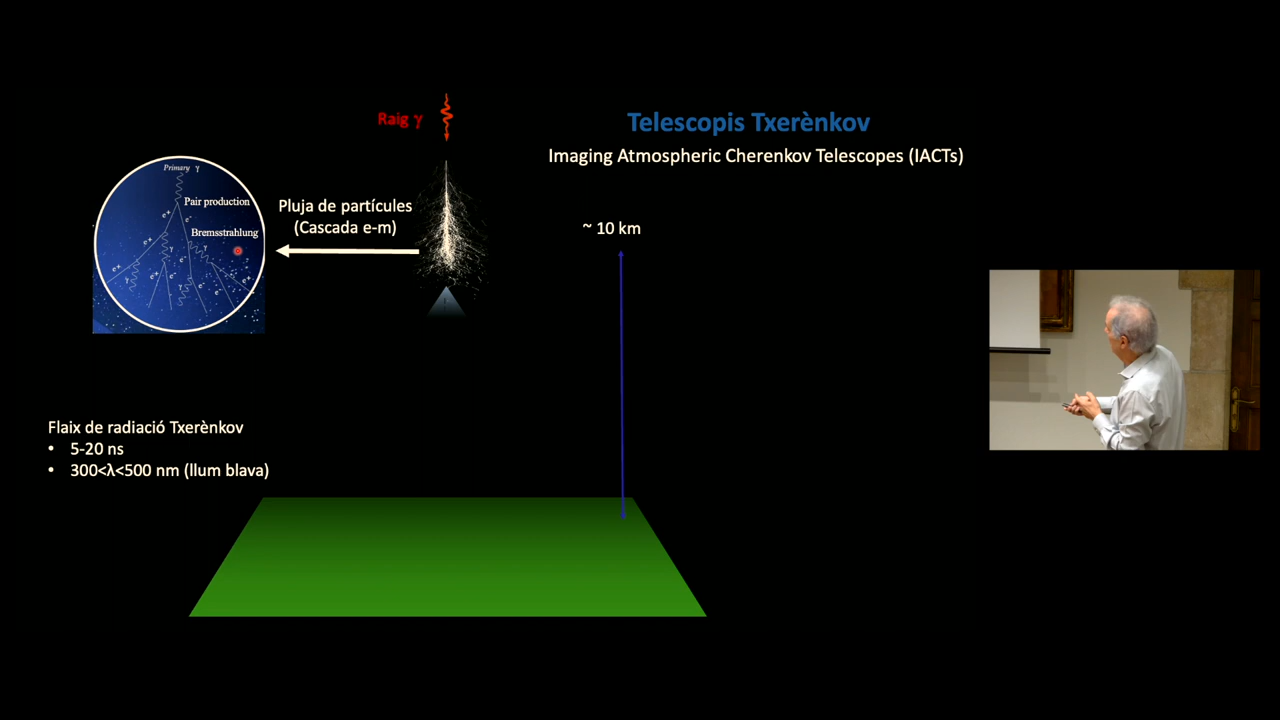 Raig γ
Telescopis Txerènkov
Imaging Atmospheric Cherenkov Telescopes (IACTs)
Primary γ
Pair production
e+
e-
Bremsstrahlung
Pluja de partícules
(Cascada e-m)
~ 10 km
Flaix de radiació Txerènkov
• 5-20 ns
• 300<λ<500 nm (llum blava)